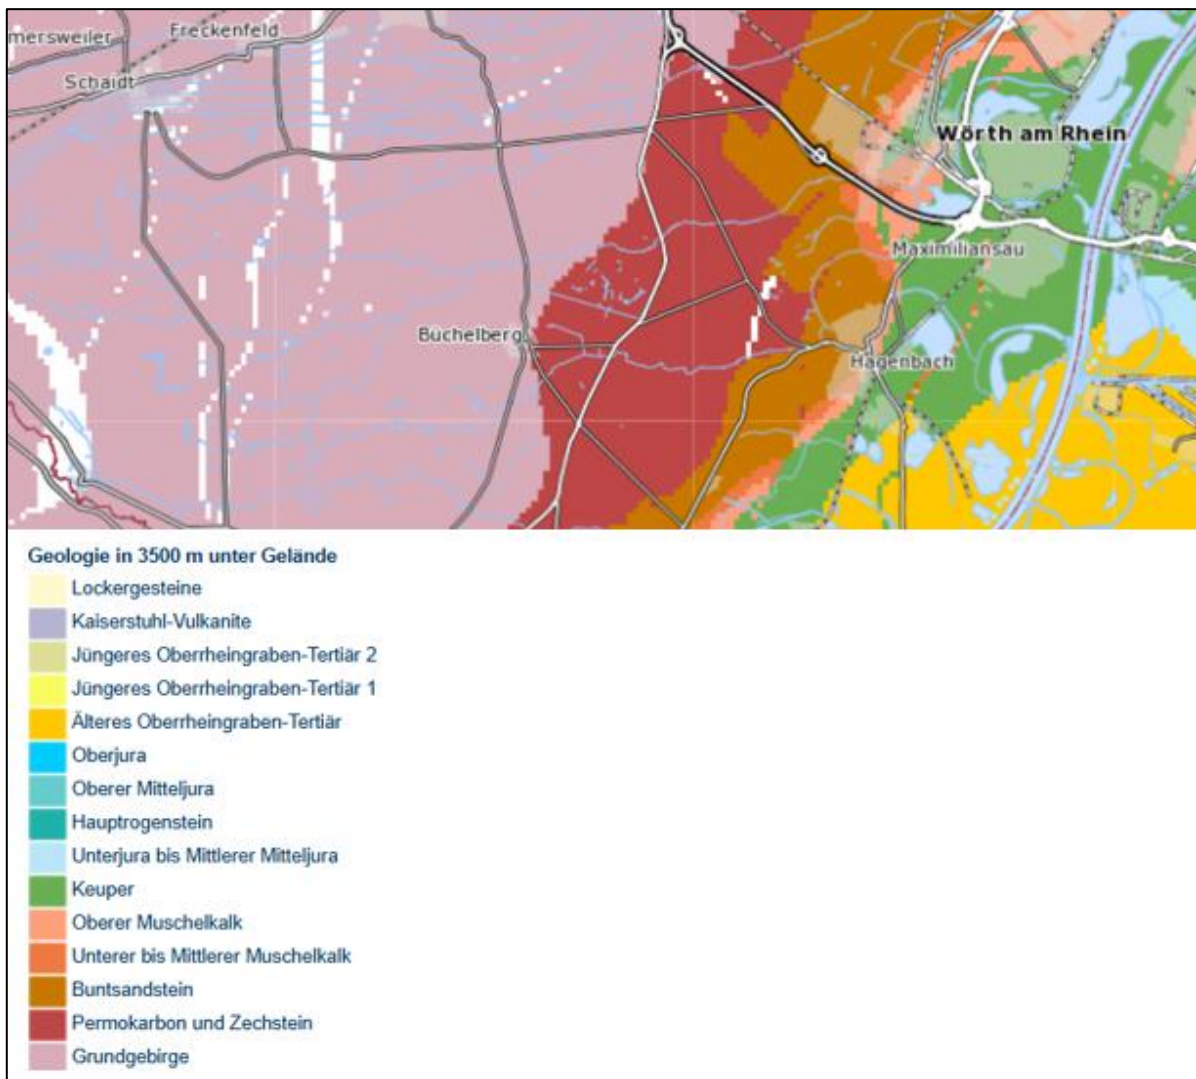 Freckenfeld
mersweiler
Schaidt
Wörth am Rhein
Maximiliansau
Büchelberg
Hagenbach
Geologie in 3500 m unter Gelände
Lockergesteine
Kaiserstuhl-Vulkanite
Jüngeres Oberrheingraben-Tertiär 2
Jüngeres Oberrheingraben-Tertiär 1
Älteres Oberrheingraben-Tertiär
Oberjura
Oberer Mitteljura
Hauptrogenstein
Unterjura bis Mittlerer Mitteljura
Keuper
Oberer Muschelkalk
Unterer bis Mittlerer Muschelkalk
Buntsandstein
Permokarbon und Zechstein
Grundgebirge